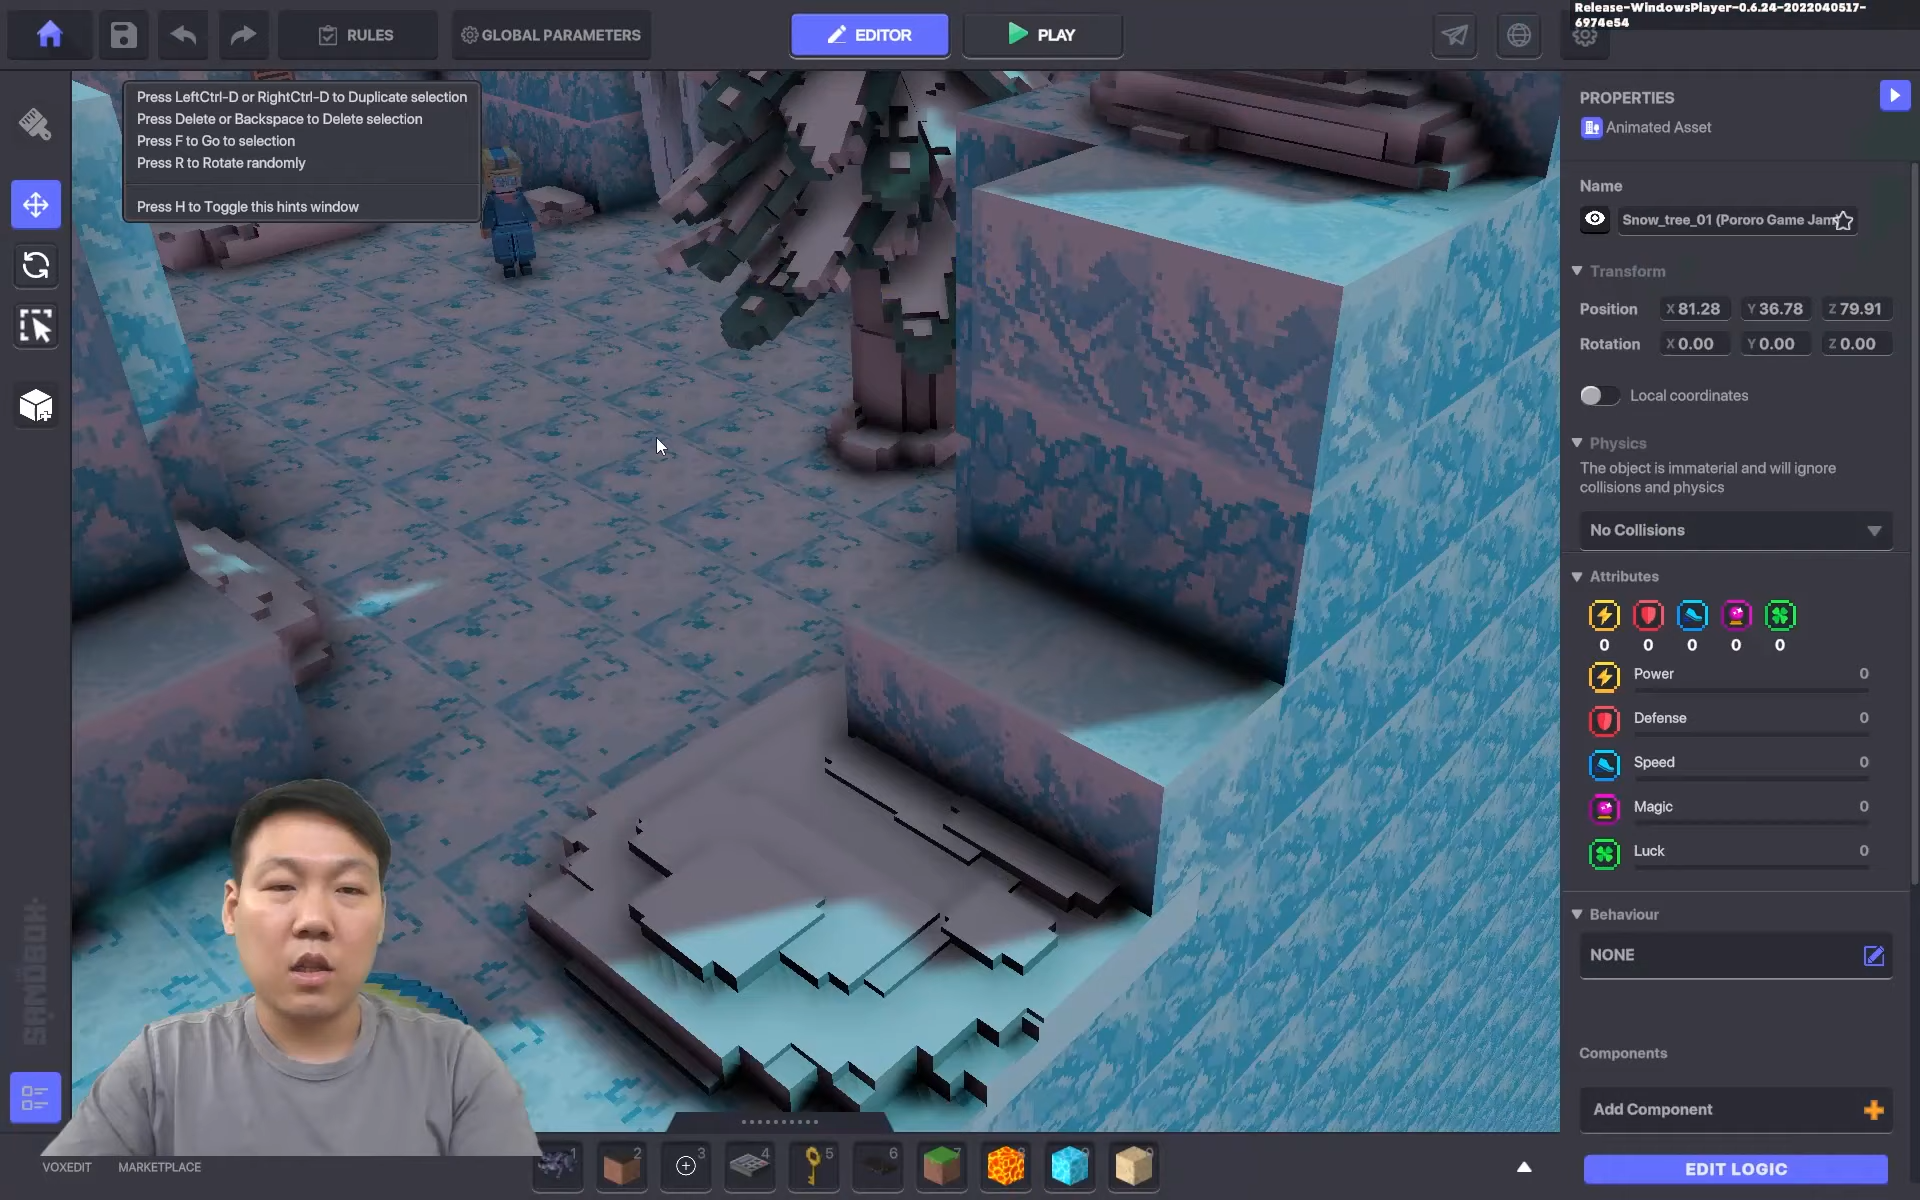 RULES
GLOBAL PARAMETERS
EDITOR
PLAY
Release-WindowsPlayer-0.6.24-2022040517-
6974e54
Press LeftCtrl-D or RightCtrl-D to Duplicate selection
Press Delete or Backspace to Delete selection
Press F to Go to selection
Press R to Rotate randomly
Press H to Toggle this hints window
PROPERTIES
Animated Asset
Name
Snow_tree_01 (Pororo Game Jam
Transform
Position X 81.28 Y 36.78 Z 79.91
Rotation X 0.00 Y 0.00 Z 0.00
Local coordinates
Physics
The object is immaterial and will ignore
collisions and physics
No Collisions
Attributes
0 0 0 0 0
Power 0
Defense 0
Speed 0
Magic 0
Luck 0
Behaviour
NONE
Components
Add Component
EDIT LOGIC
SANDBOX
VOXEDIT
MARKETPLACE
1 2 3 4 5 6 7